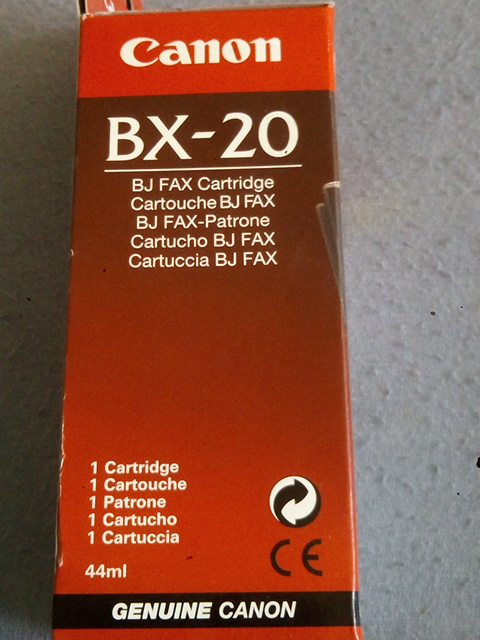 Canon
BX-20
BJ FAX Cartridge
Cartouche BJ FAX
BJ FAX-Patrone
Cartucho BJ FAX
Cartuccia BJ FAX
1 Cartridge
1 Cartouche
1 Patrone
1 Cartucho
1 Cartuccia
CE
44ml
GENUINE CANON